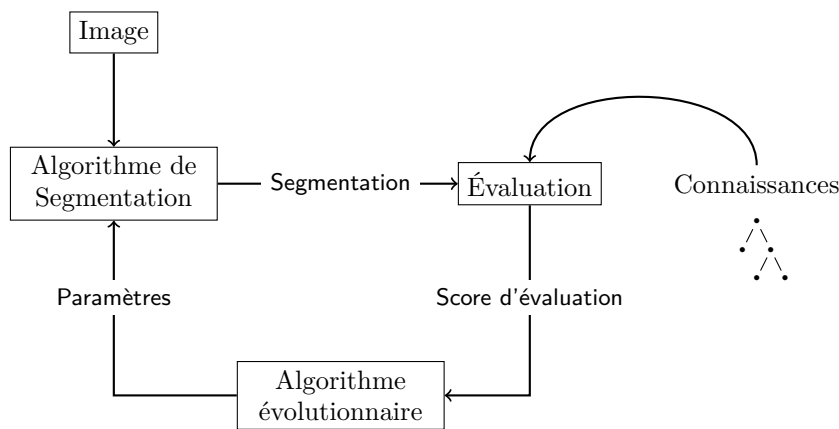 Image
Algorithme de
Segmentation
Segmentation
Évaluation
Connaissances
Paramètres
Score d'évaluation
Algorithme
évolutionnaire